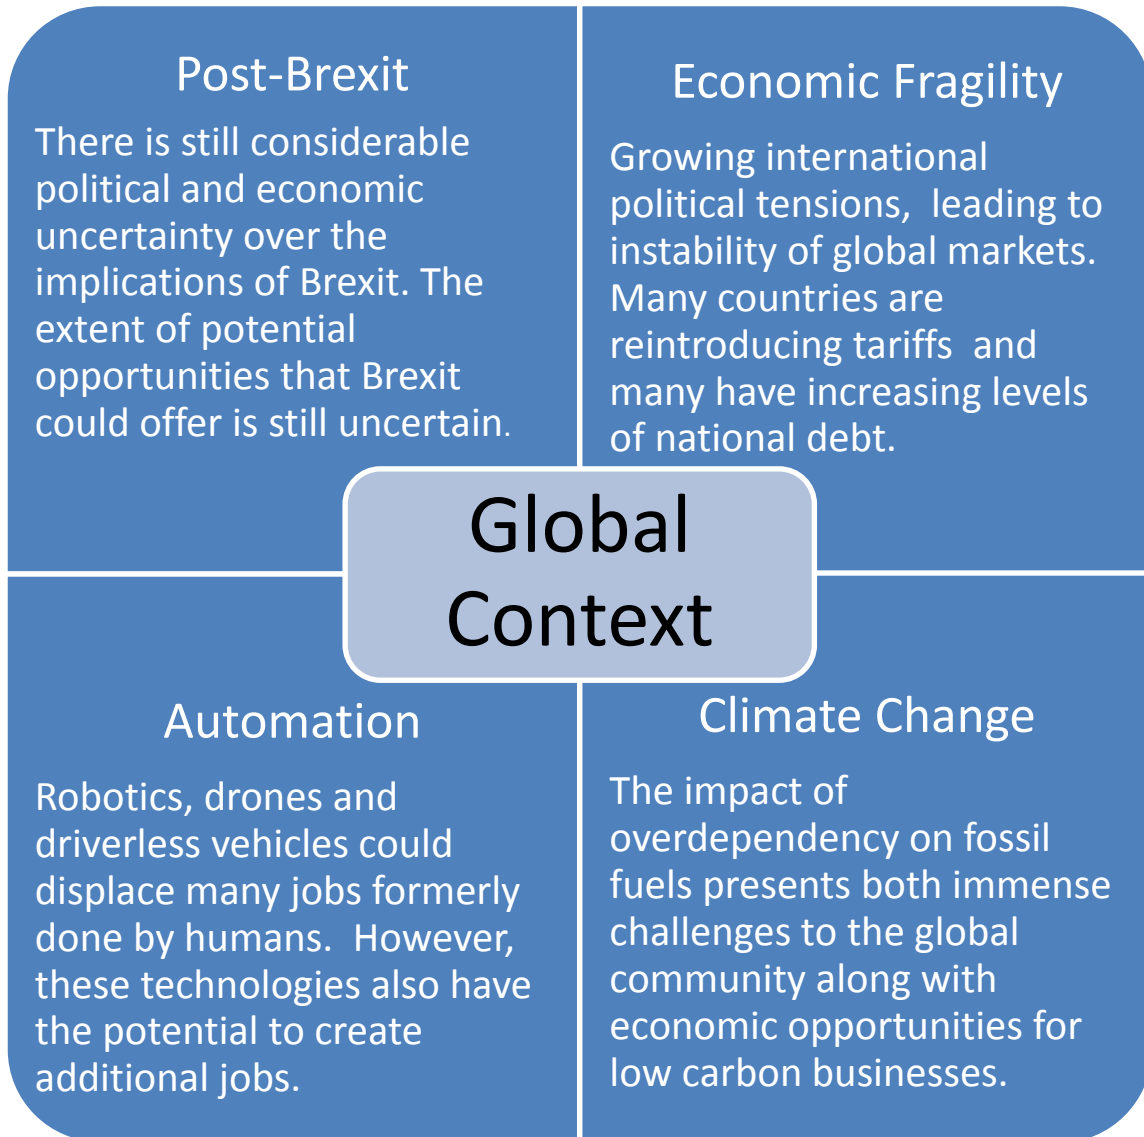 Post-Brexit
There is still considerable
political and economic
uncertainty over the
implications of Brexit. The
extent of potential
opportunities that Brexit
could offer is still uncertain.
Economic Fragility
Growing international
political tensions,  leading to
instability of global markets.
Many countries are
reintroducing tariffs  and
many have increasing levels
of national debt.
Global
Context
Automation
Robotics, drones and
driverless vehicles could
displace many jobs formerly
done by humans.  However,
these technologies also have
the potential to create
additional jobs.
Climate Change
The impact of
overdependency on fossil
fuels presents both immense
challenges to the global
community along with
economic opportunities for
low carbon businesses.